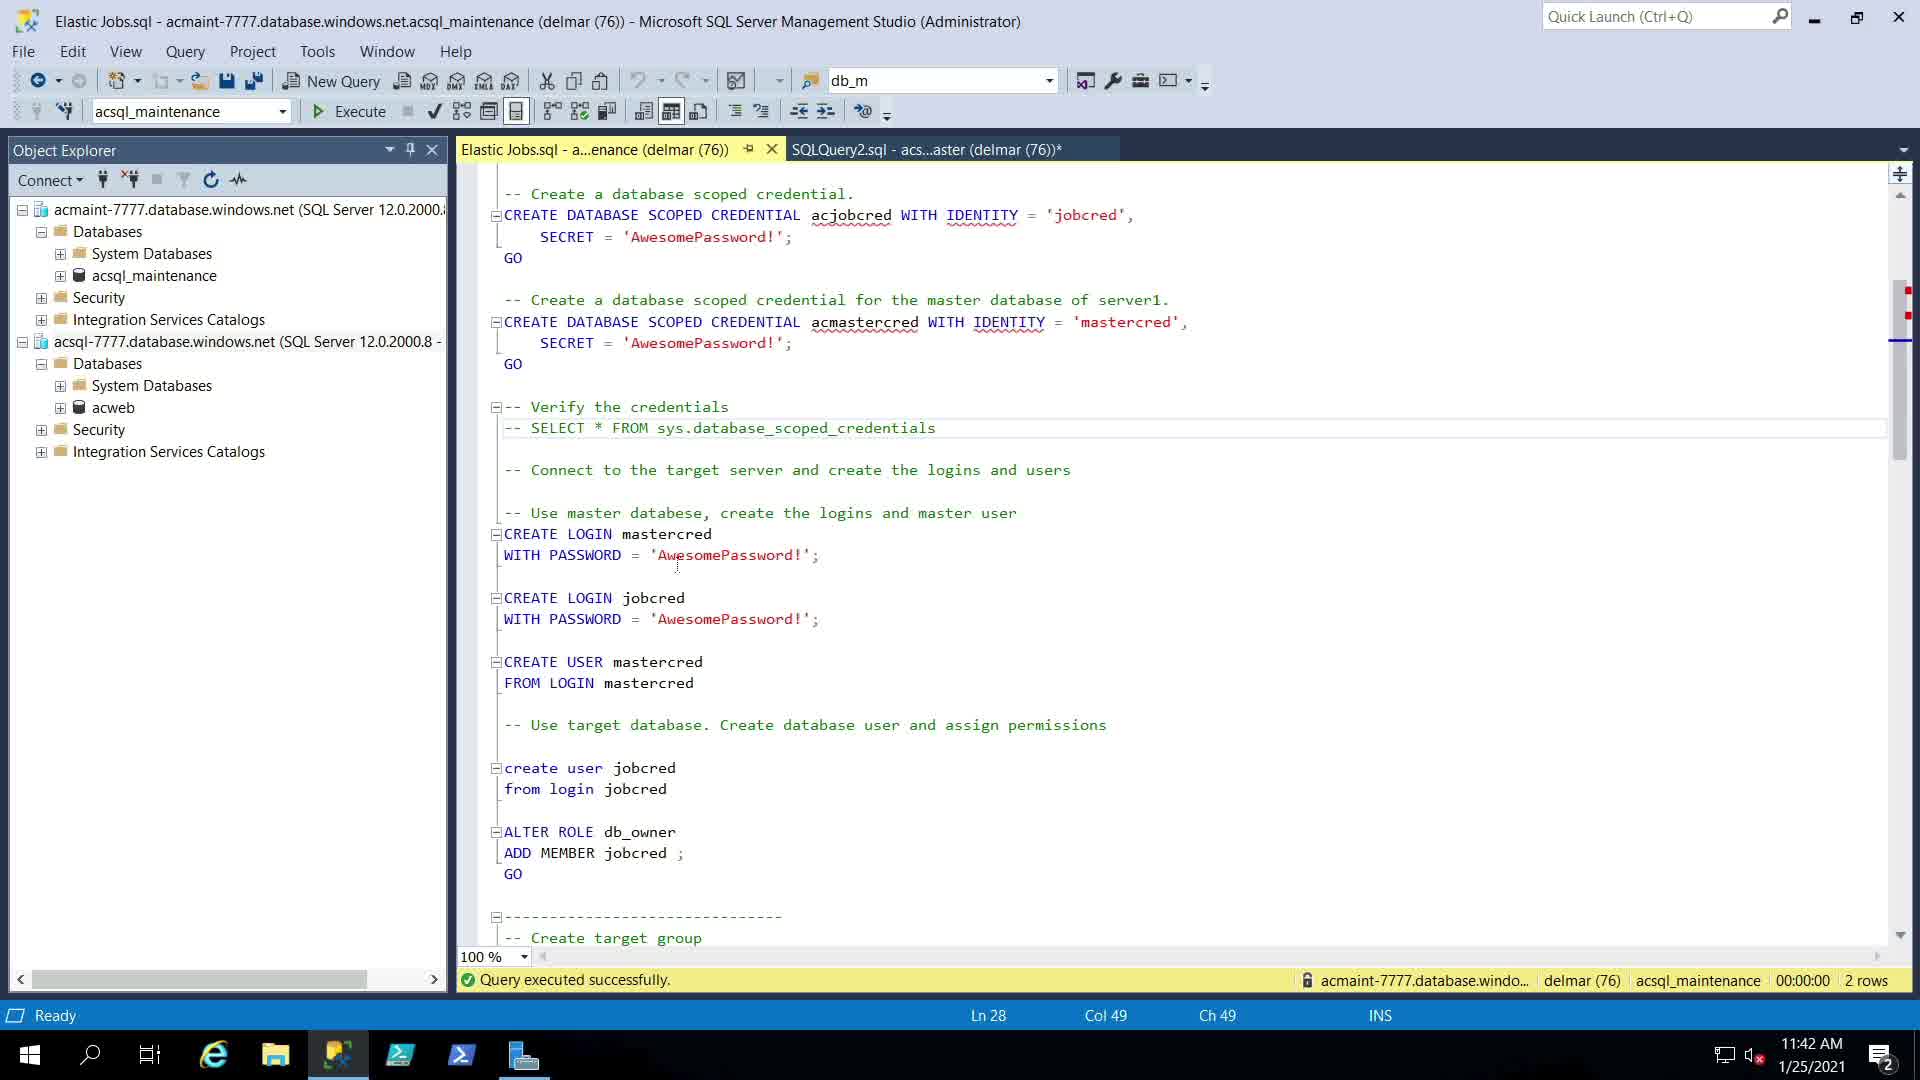 Elastic Jobs.sql - acmaint-7777.database.windows.net.acsql_maintenance (delmar (76)) - Microsoft SQL Server Management Studio (Administrator)
Quick Launch (Ctrl+Q)
File Edit View Query Project Tools Window Help
New Query
MDX DMX XMLA DAX
db_m
acsql_maintenance
Execute
Object Explorer
Elastic Jobs.sql - a...enance (delmar (76))
SQLQuery2.sql - acs...aster (delmar (76))*
Connect
acmaint-7777.database.windows.net (SQL Server 12.0.2000.
Databases
System Databases
acsql_maintenance
Security
Integration Services Catalogs
acsql-7777.database.windows.net (SQL Server 12.0.2000.8 -
Databases
System Databases
acweb
Security
Integration Services Catalogs
-- Create a database scoped credential.
CREATE DATABASE SCOPED CREDENTIAL acjobcred WITH IDENTITY = 'jobcred',
SECRET = 'AwesomePassword!';
GO
-- Create a database scoped credential for the master database of server1.
CREATE DATABASE SCOPED CREDENTIAL acmastercred WITH IDENTITY = 'mastercred',
SECRET = 'AwesomePassword!';
GO
-- Verify the credentials
-- SELECT * FROM sys.database_scoped_credentials
-- Connect to the target server and create the logins and users
-- Use master databese, create the logins and master user
CREATE LOGIN mastercred
WITH PASSWORD = 'AwesomePassword!';
CREATE LOGIN jobcred
WITH PASSWORD = 'AwesomePassword!';
CREATE USER mastercred
FROM LOGIN mastercred
-- Use target database. Create database user and assign permissions
create user jobcred
from login jobcred
ALTER ROLE db_owner
ADD MEMBER jobcred ;
GO
-------------------------------
-- Create target group
100 %
Query executed successfully.
acmaint-7777.database.windo... delmar (76) acsql_maintenance 00:00:00 2 rows
Ready
Ln 28
Col 49
Ch 49
INS
11:42 AM
1/25/2021
2